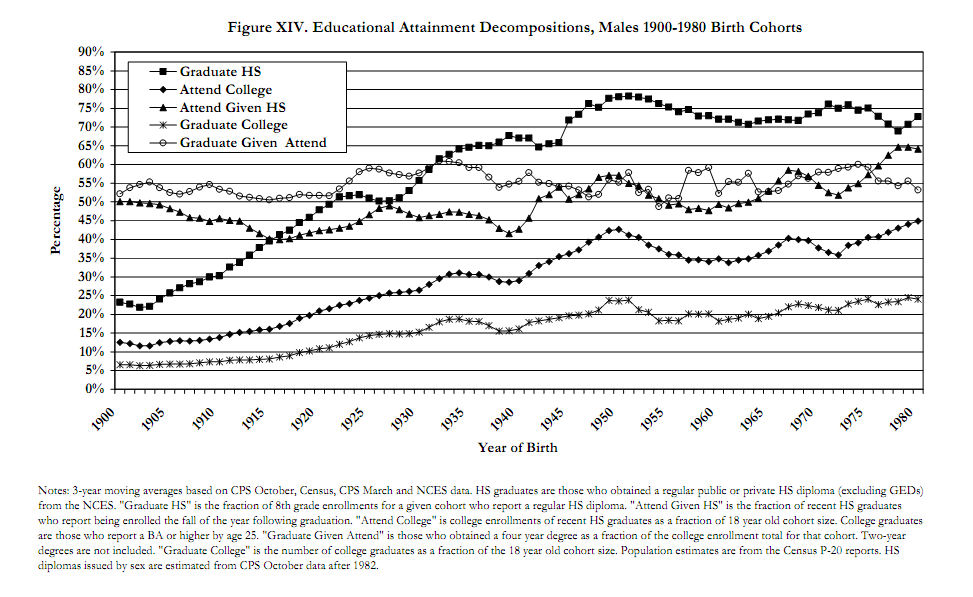 Figure XIV. Educational Attainment Decompositions, Males 1900-1980 Birth Cohorts
90%
85%
80%
75%
70%
65%
60%
55%
50%
45%
40%
35%
30%
25%
20%
15%
10%
5%
0%
Percentage
Graduate HS
Attend College
Attend Given HS
Graduate College
Graduate Given Attend
1900
1905
1910
1915
1920
1925
1930
1935
1940
1945
1950
1955
1960
1965
1970
1975
1980
Year of Birth
Notes: 3-year moving averages based on CPS October, Census, CPS March and NCES data. HS graduates are those who obtained a regular public or private HS diploma (excluding GEDs)
from the NCES. "Graduate HS" is the fraction of 8th grade enrollments for a given cohort who report a regular HS diploma. "Attend Given HS" is the fraction of recent HS graduates
who report being enrolled the fall of the year following graduation. "Attend College" is college enrollments of recent HS graduates as a fraction of 18 year old cohort size. College graduates
are those who report a BA or higher by age 25. "Graduate Given Attend" is those who obtained a four year degree as a fraction of the college enrollment total for that cohort. Two-year
degrees are not included. "Graduate College" is the number of college graduates as a fraction of the 18 year old cohort size. Population estimates are from the Census P-20 reports. HS
diplomas issued by sex are estimated from CPS October data after 1982.